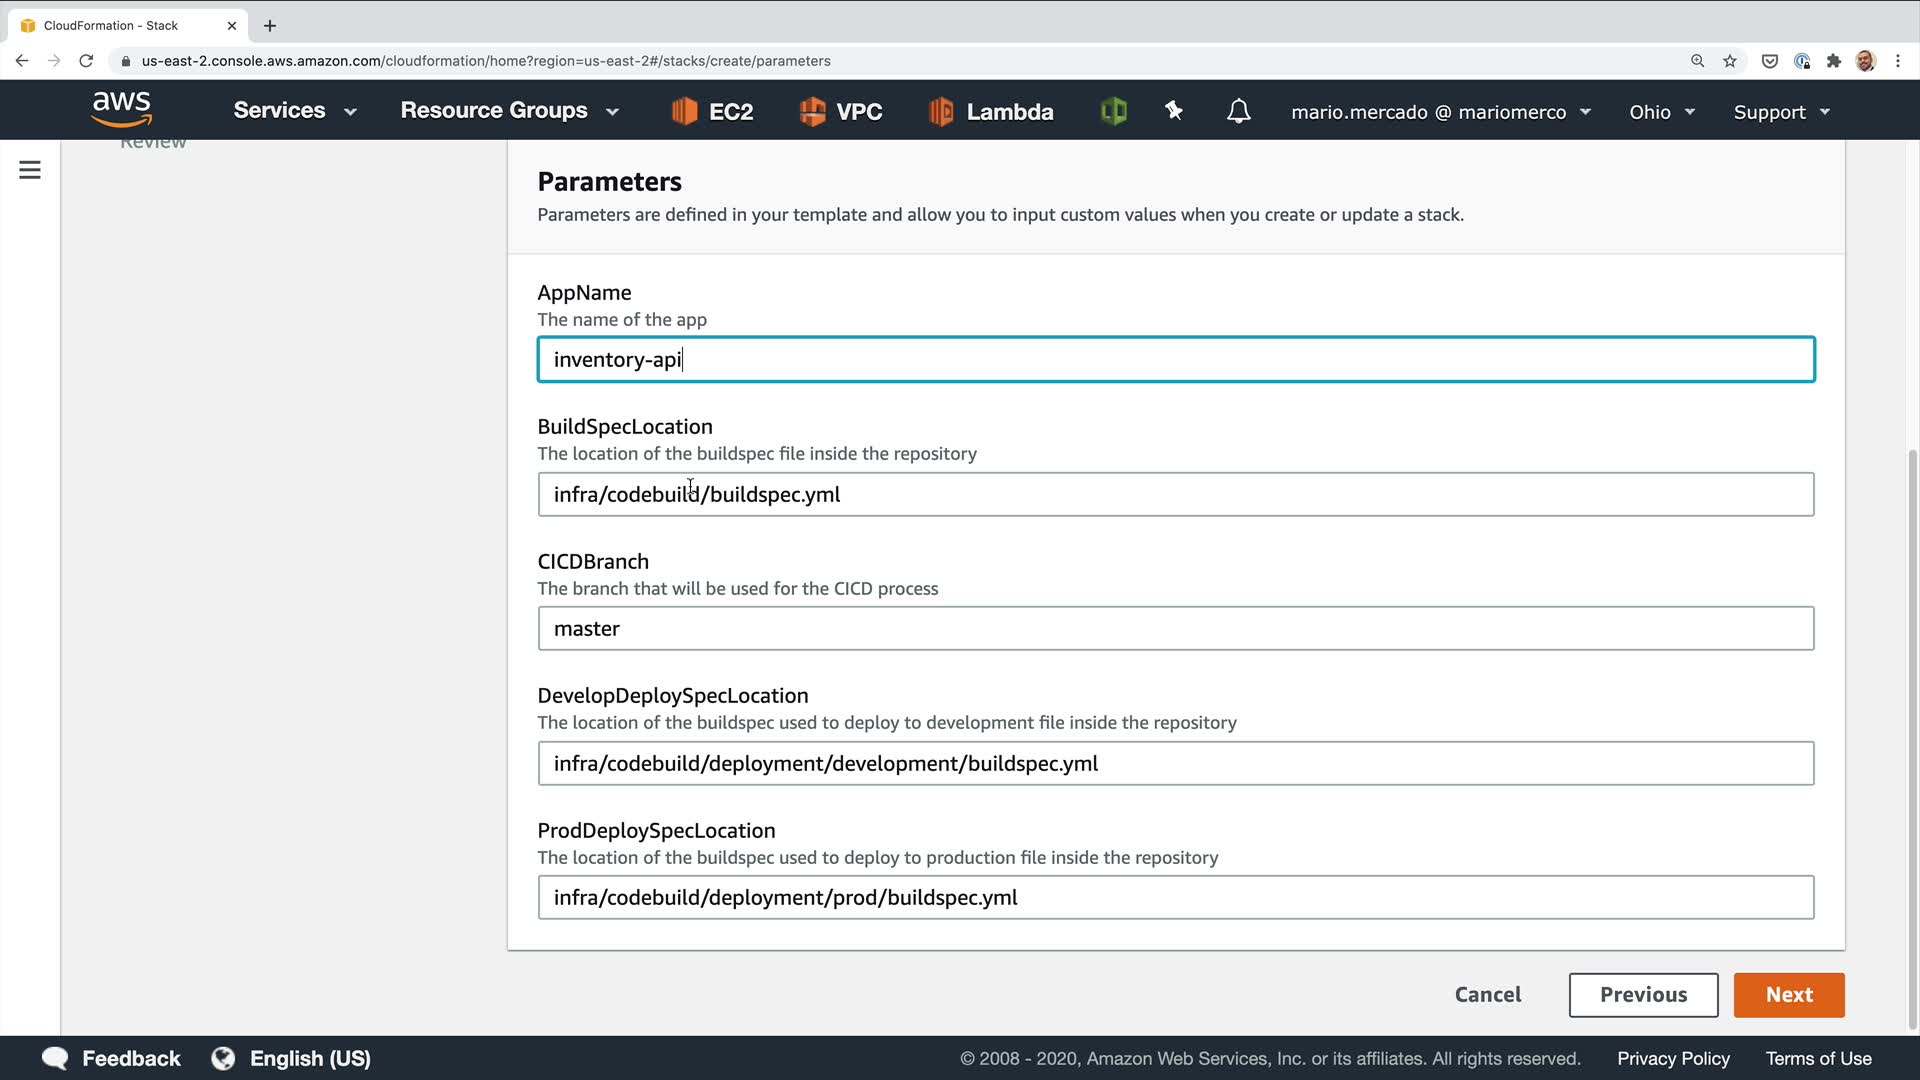 CloudFormation - Stack
us-east-2.console.aws.amazon.com/cloudformation/home?region=us-east-2#/stacks/create/parameters
aws Services Resource Groups EC2 VPC Lambda mario.mercado @ mariomerco Ohio Support
Review
Parameters
Parameters are defined in your template and allow you to input custom values when you create or update a stack.
AppName
The name of the app
inventory-api
BuildSpecLocation
The location of the buildspec file inside the repository
infra/codebuild/buildspec.yml
CICDBranch
The branch that will be used for the CICD process
master
DevelopDeploySpecLocation
The location of the buildspec used to deploy to development file inside the repository
infra/codebuild/deployment/development/buildspec.yml
ProdDeploySpecLocation
The location of the buildspec used to deploy to production file inside the repository
infra/codebuild/deployment/prod/buildspec.yml
Cancel Previous Next
Feedback English (US) © 2008 - 2020, Amazon Web Services, Inc. or its affiliates. All rights reserved. Privacy Policy Terms of Use